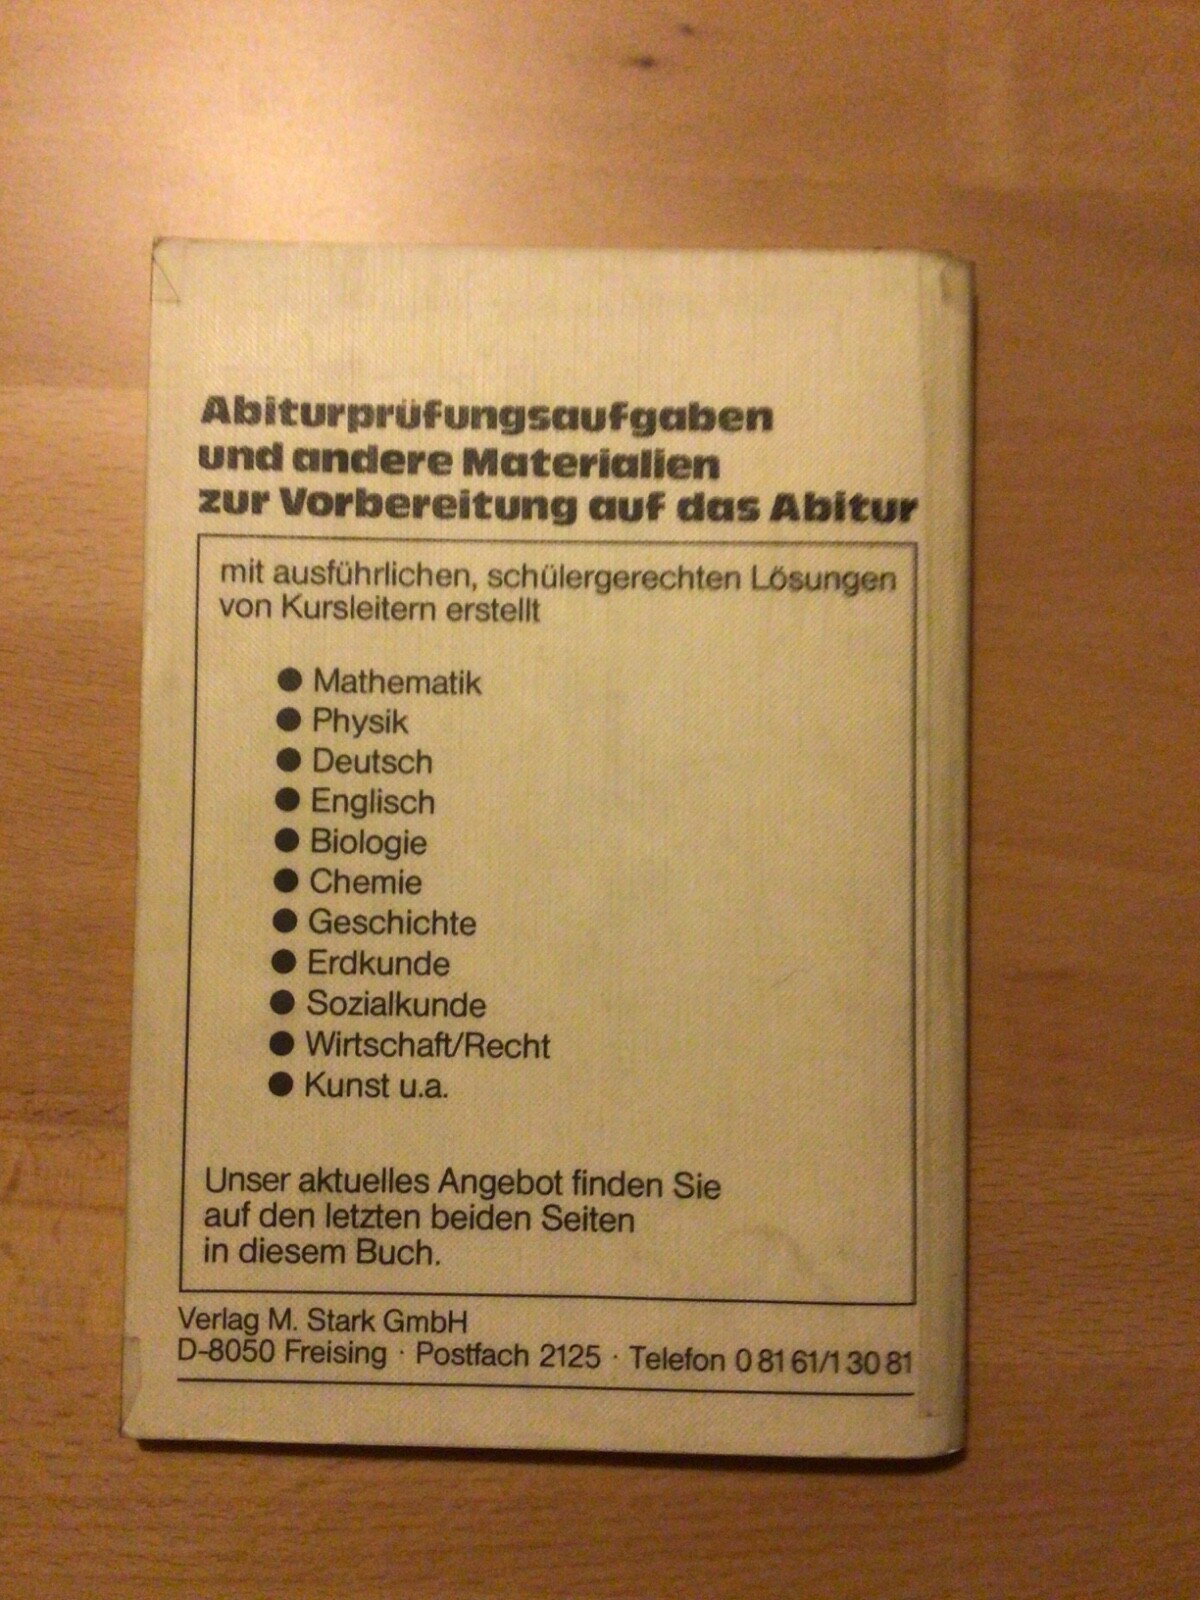 Abiturprüfungsaufgaben
und andere Materialien
zur Vorbereitung auf das Abitur
mit ausführlichen, schülergerechten Lösungen
von Kursleitern erstellt
● Mathematik
● Physik
● Deutsch
● Englisch
● Biologie
● Chemie
● Geschichte
● Erdkunde
● Sozialkunde
● Wirtschaft/Recht
● Kunst u.a.
Unser aktuelles Angebot finden Sie
auf den letzten beiden Seiten
in diesem Buch.
Verlag M. Stark GmbH
D-8050 Freising · Postfach 2125 · Telefon 0 81 61/1 30 81